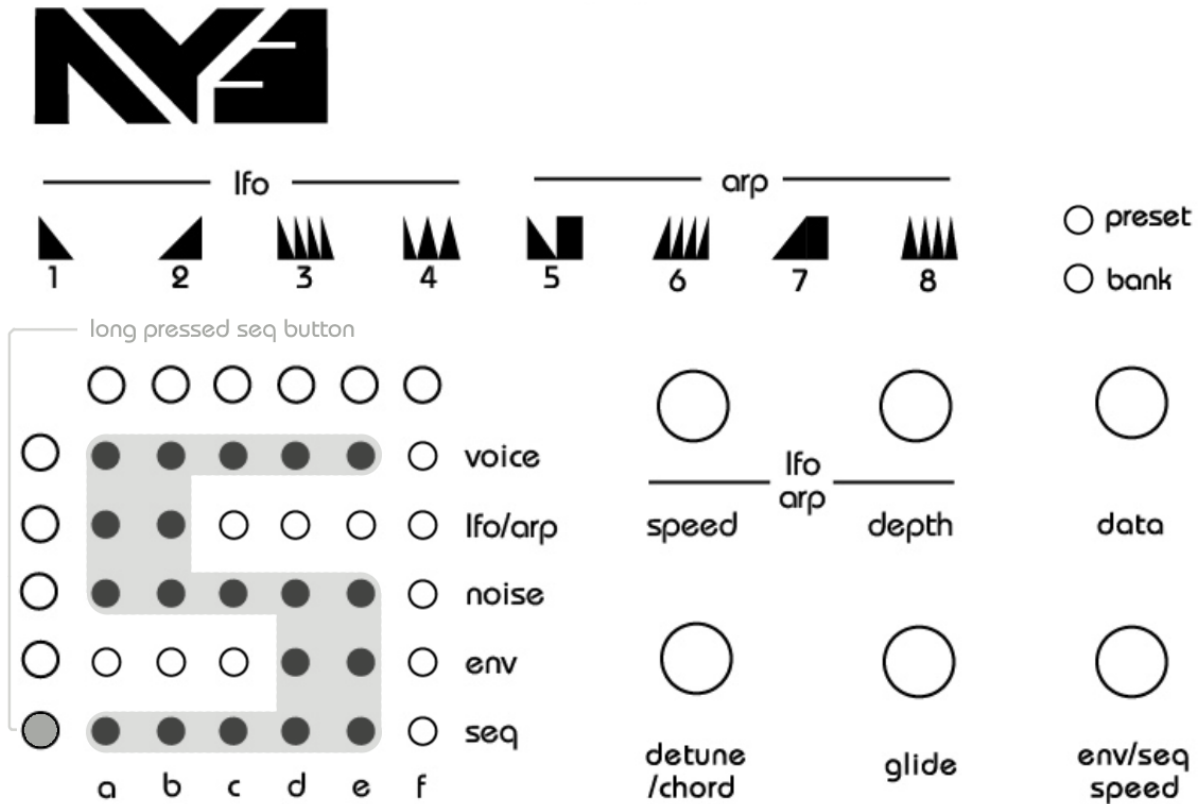 NYE
lfo
arp
1 2 3 4 5 6 7 8
preset
bank
long pressed seq button
voice
lfo/arp
noise
env
seq
a b c d e f
lfo
arp
speed
depth
data
detune
/chord
glide
env/seq
speed